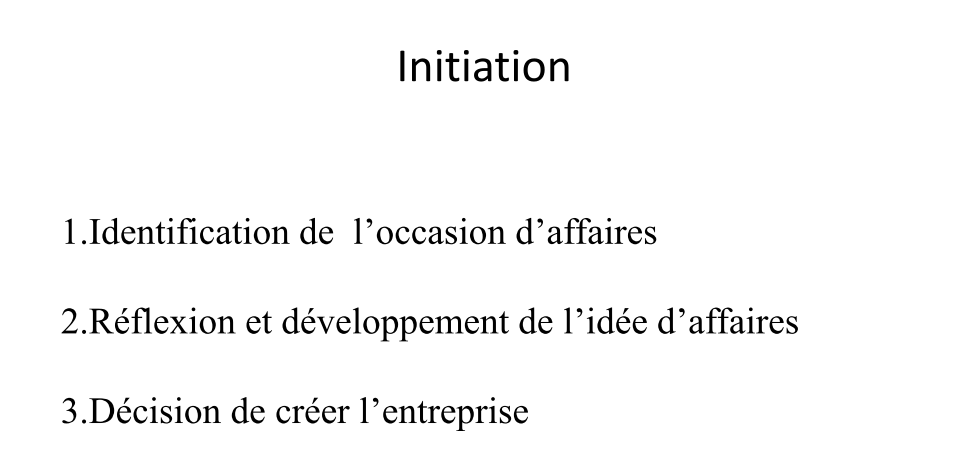 Initiation
1.Identification de  l’occasion d’affaires
2.Réflexion et développement de l’idée d’affaires
3.Décision de créer l’entreprise